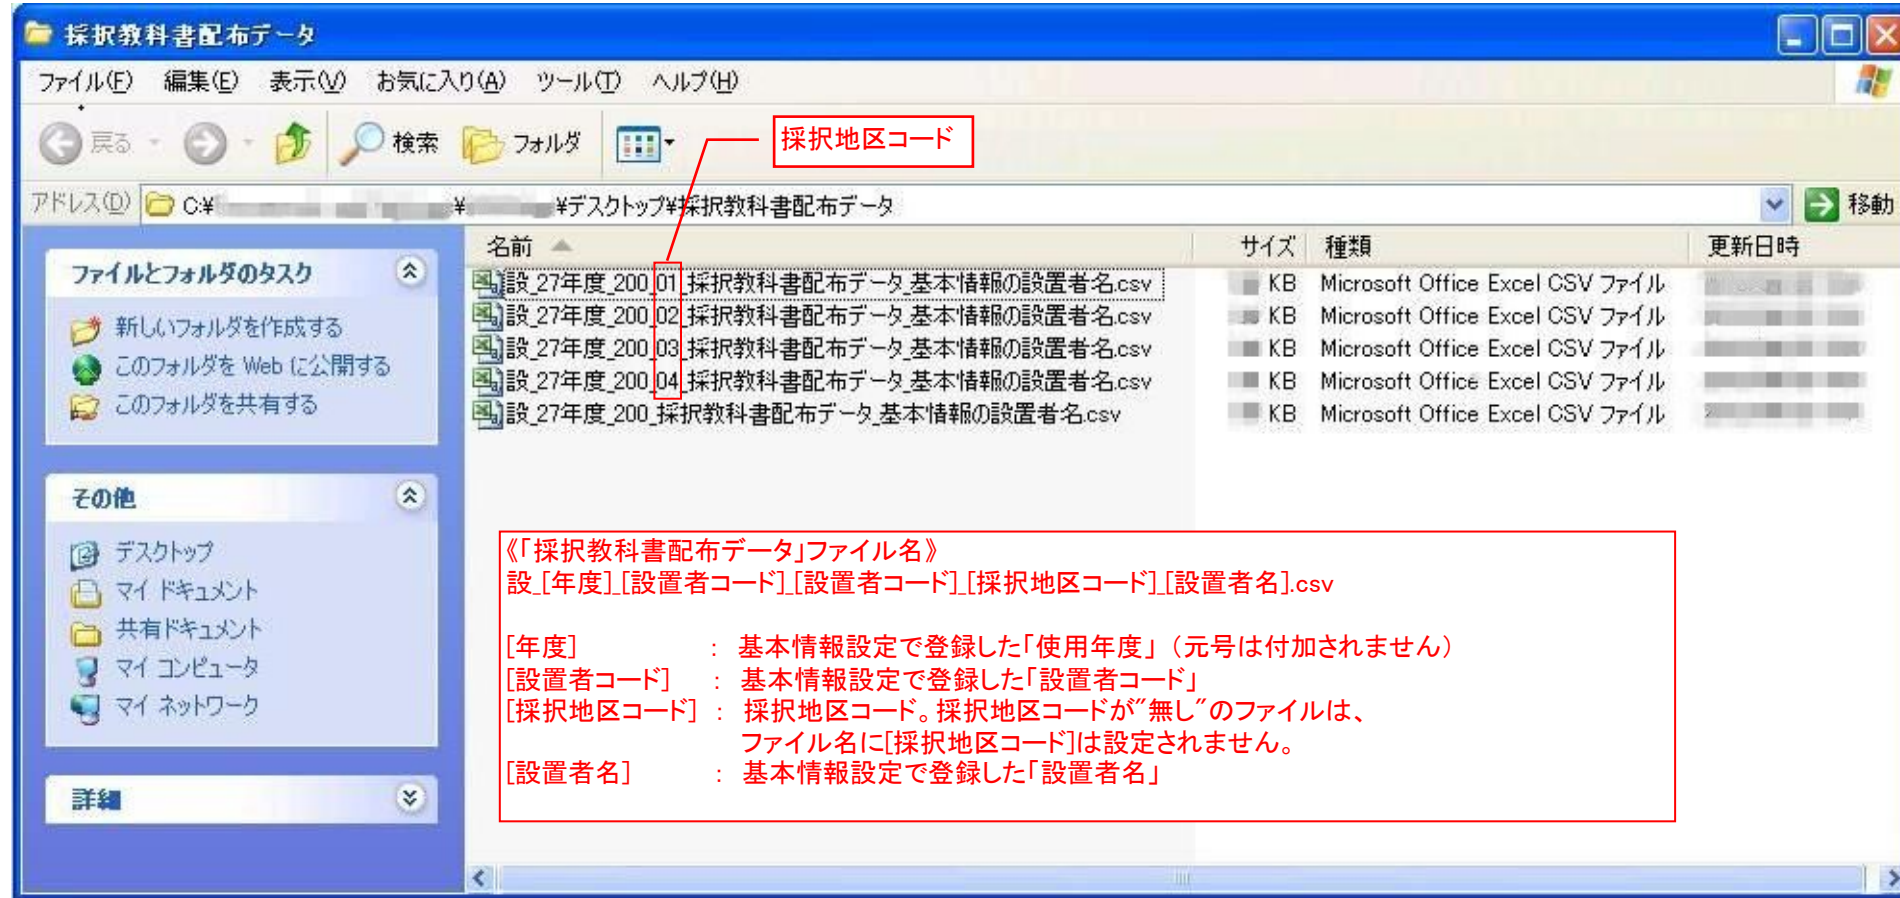 採択教科書配布データ
ファイル(F) 編集(E) 表示(V) お気に入り(A) ツール(T) ヘルプ(H)
戻る 検索 フォルダ
採択地区コード
アドレス(D) C:¥ ¥ ¥デスクトップ¥採択教科書配布データ 移動
名前 サイズ 種類 更新日時
設_27年度_200_01_採択教科書配布データ_基本情報の設置者名.csv KB Microsoft Office Excel CSV ファイル
設_27年度_200_02_採択教科書配布データ_基本情報の設置者名.csv KB Microsoft Office Excel CSV ファイル
設_27年度_200_03_採択教科書配布データ_基本情報の設置者名.csv KB Microsoft Office Excel CSV ファイル
設_27年度_200_04_採択教科書配布データ_基本情報の設置者名.csv KB Microsoft Office Excel CSV ファイル
設_27年度_200_採択教科書配布データ_基本情報の設置者名.csv KB Microsoft Office Excel CSV ファイル
ファイルとフォルダのタスク
新しいフォルダを作成する
このフォルダを Web に公開する
このフォルダを共有する
その他
デスクトップ
マイ ドキュメント
共有ドキュメント
マイ コンピュータ
マイ ネットワーク
詳細
《「採択教科書配布データ」ファイル名》
設_[年度]_[設置者コード]_[設置者コード]_[採択地区コード]_[設置者名].csv
[年度] : 基本情報設定で登録した「使用年度」（元号は付加されません）
[設置者コード] : 基本情報設定で登録した「設置者コード」
[採択地区コード] : 採択地区コード。採択地区コードが"無し"のファイルは、
ファイル名に[採択地区コード]は設定されません。
[設置者名] : 基本情報設定で登録した「設置者名」